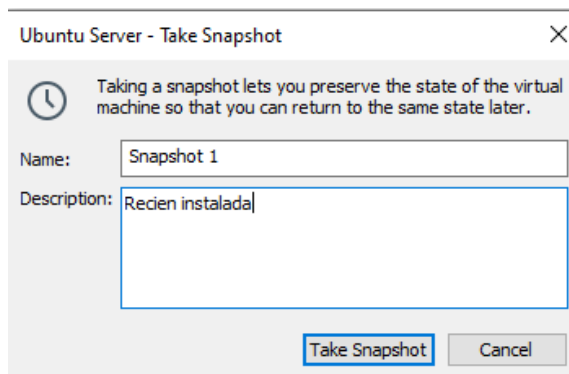 Ubuntu Server - Take Snapshot
Taking a snapshot lets you preserve the state of the virtual
machine so that you can return to the same state later.
Name: Snapshot 1
Description: Recien instalada
Take Snapshot Cancel